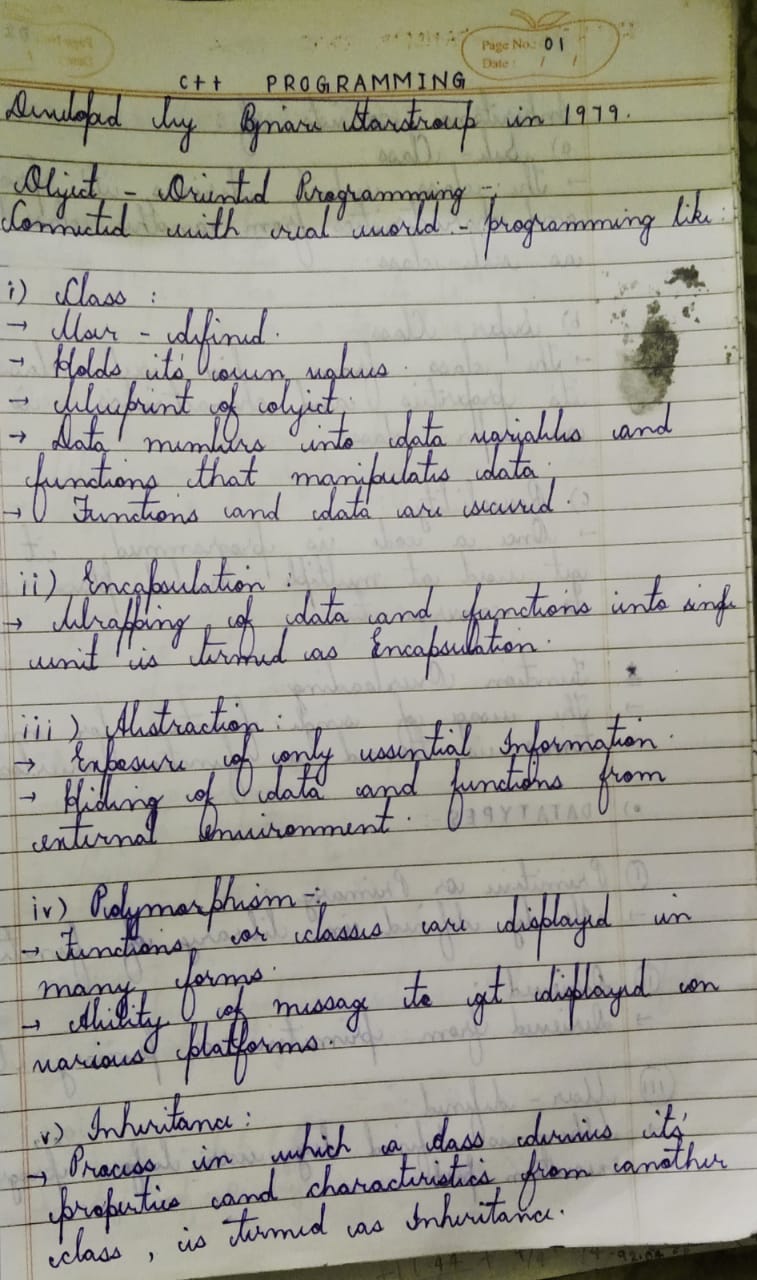 Page No.: 01
Date : / /
C++ PROGRAMMING
Developed by Bjnare Starstroup in 1979.
Object - Oriented Programming -
Connected with real world - programming like :
i) Class :
→ User - defined.
→ Holds it's own values.
→ Blueprint of object.
→ Data members into data variables and
functions that manipulates data.
→ Functions and data are secured.
ii) Encapsulation :
→ Wrapping of data and functions into single
unit is termed as Encapsulation.
iii) Abstraction :
→ Exposure of only essential Information.
→ Hiding of data and functions from
external Environment.
iv) Polymorphism -:
→ Functions or classes are displayed in
many forms.
→ Ability of message to get displayed on
various platforms.
v) Inheritance :
→ Process in which a class derives its'
properties and characteristics from another
class, is termed as Inheritance.